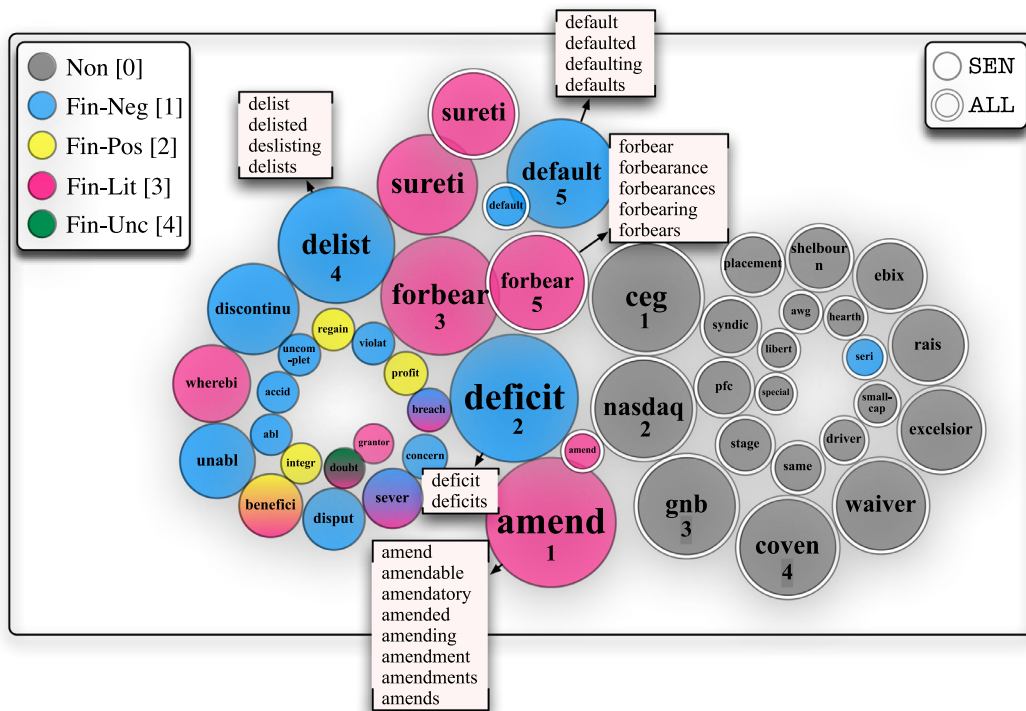 Non [0]
Fin-Neg [1]
Fin-Pos [2]
Fin-Lit [3]
Fin-Unc [4]
SEN
ALL
default
defaulted
defaulting
defaults
delist
delisted
deslisting
delists
forbear
forbearance
forbearances
forbearing
forbears
sureti
sureti
default
5
default
delist
4
forbear
3
forbear
5
ceg
1
placement
shelbour
n
ebix
discontinu
regain
violat
uncom
-plet
syndic
awg
hearth
libert
seri
rais
wherebi
accid
profit
breach
deficit
2
nasdaq
2
pfc
special
small-
cap
excelsior
unabl
abl
integr
doubt
grantor
concern
amend
stage
same
driver
benefici
disput
sever
deficit
deficits
amend
1
gnb
3
coven
4
waiver
amend
amendable
amendatory
amended
amending
amendment
amendments
amends